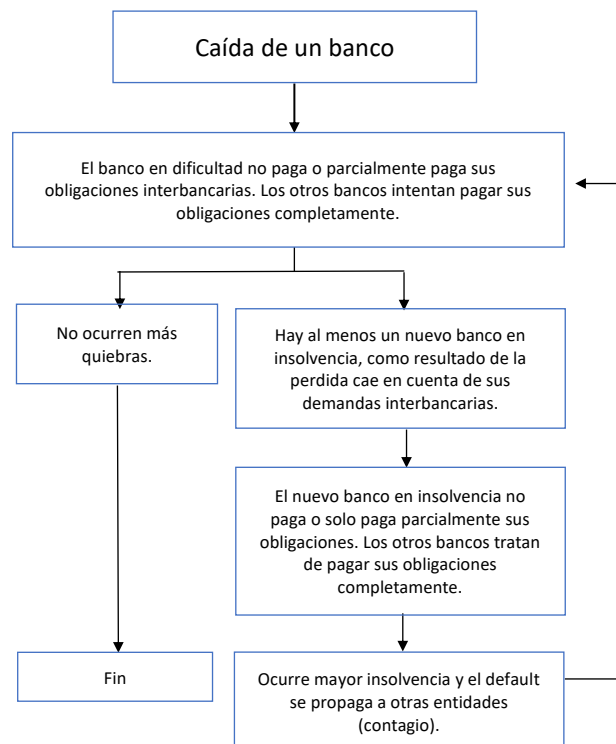 Caída de un banco
El banco en dificultad no paga o parcialmente paga sus
obligaciones interbancarias. Los otros bancos intentan pagar sus
obligaciones completamente.
No ocurren más
quiebras.
Hay al menos un nuevo banco en
insolvencia, como resultado de la
perdida cae en cuenta de sus
demandas interbancarias.
El nuevo banco en insolvencia no
paga o solo paga parcialmente sus
obligaciones. Los otros bancos tratan
de pagar sus obligaciones
completamente.
Fin
Ocurre mayor insolvencia y el default
se propaga a otras entidades
(contagio).